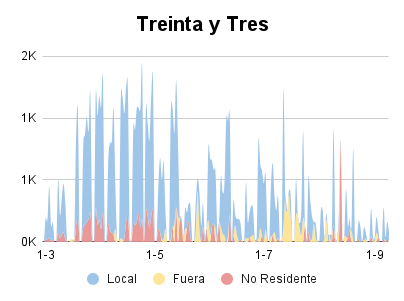 Treinta y Tres
2K
1K
1K
0K
1-3
1-5
1-7
1-9
Local
Fuera
No Residente